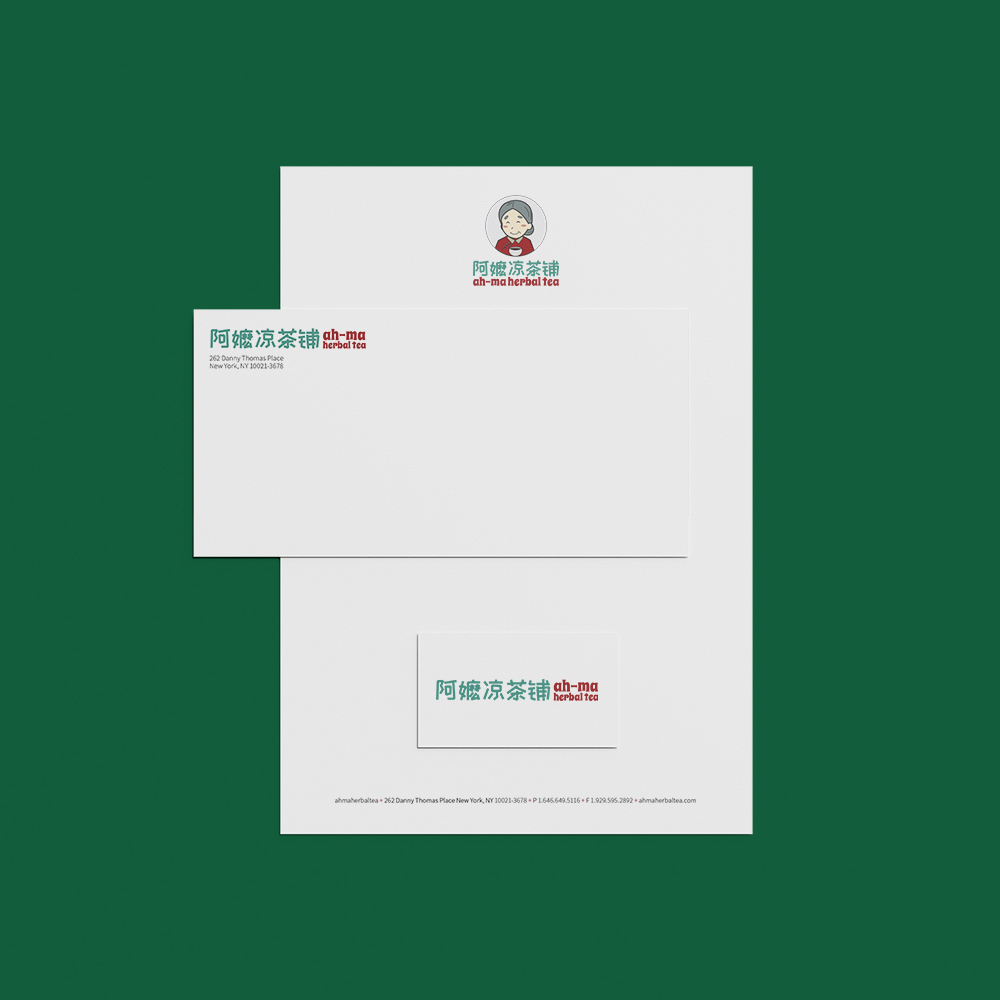 阿嬷凉茶铺
ah-ma herbal tea
阿嬷凉茶铺 ah-ma herbal tea
262 Danny Thomas Place
New York, NY 10021-3678
阿嬷凉茶铺 ah-ma herbal tea
ahmaherbaltea • 262 Danny Thomas Place New York, NY 10021-3678 • P 1.646.649.5116 • F 1.929.595.2892 • ahmaherbaltea.com